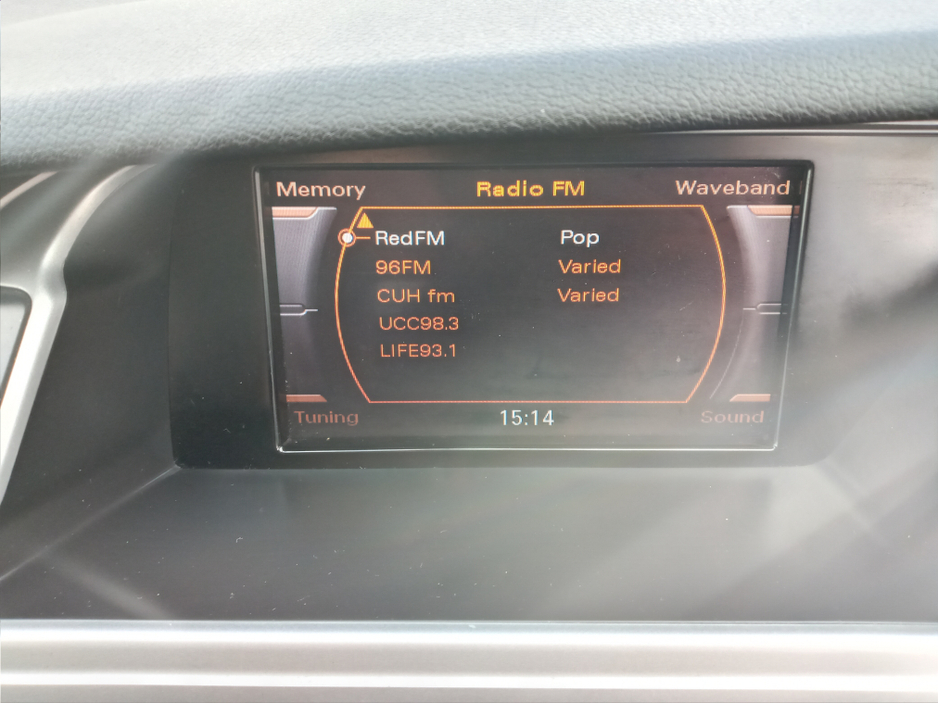 Memory Radio FM Waveband
RedFM Pop
96FM Varied
CUH fm Varied
UCC98.3
LIFE93.1
Tuning 15:14 Sound